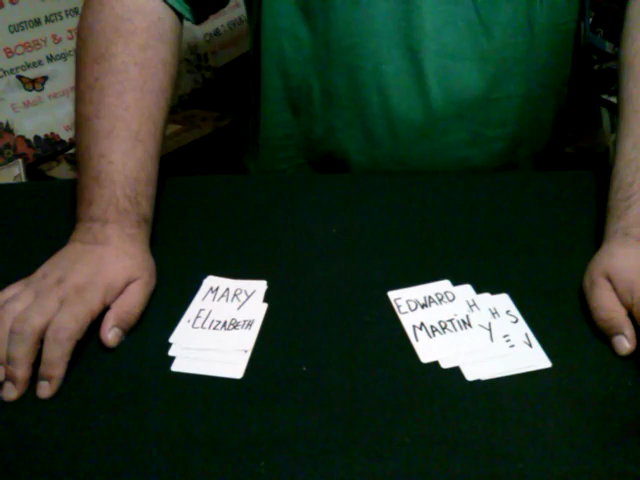 CUSTOM ACTS FOR
BOBBY &
Cherokee Magic
E-Mail:
MARY
.ELIZABETH
EDWARD
MARTIN
H
Y
H
S
V